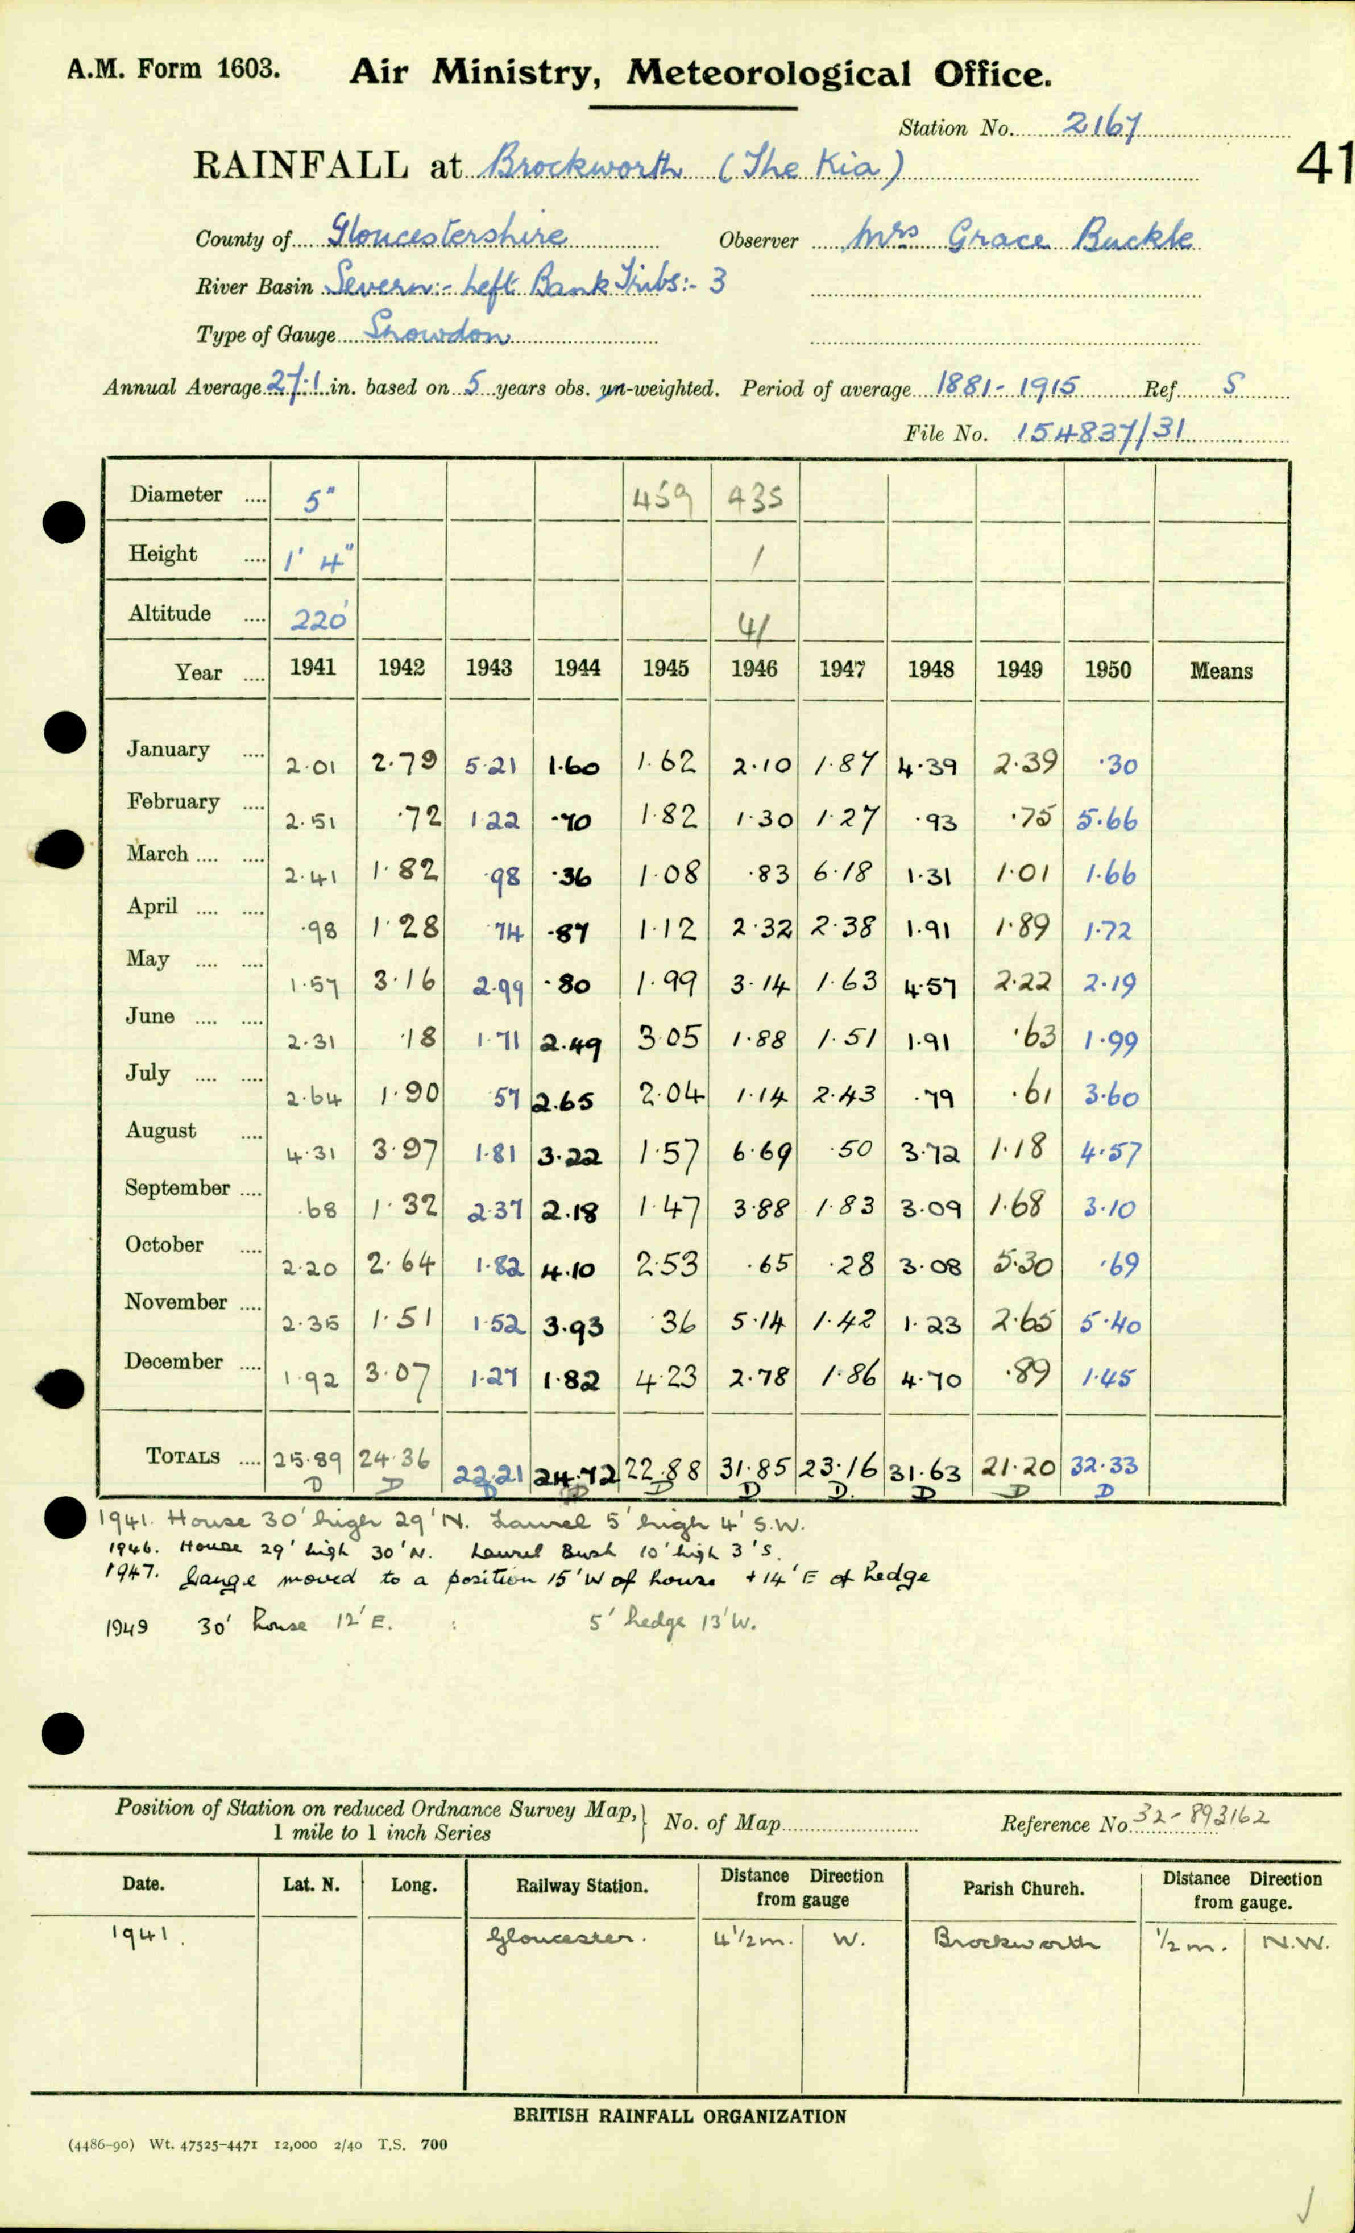 A.M. Form 1603. Air Ministry, Meteorological Office.
Station No. 2167
41
RAINFALL at Brockworth (The Kia)
County of Gloucestershire Observer Mrs Grace Buckle
River Basin Severn:- Left Bank Tribs:- 3
Type of Gauge Snowdon
Annual Average 27.1 in. based on 5 years obs. un-weighted. Period of average 1881-1915 Ref. S
File No. 154837/31
Diameter .... 5" 459 435
Height .... 1' 4" 1
Altitude .... 220' 41
Year .... 1941 1942 1943 1944 1945 1946 1947 1948 1949 1950 Means
January .... 2.01 2.79 5.21 1.60 1.62 2.10 1.87 4.39 2.39 .30
February .... 2.51 .72 1.22 .70 1.82 1.30 1.27 .93 .75 5.66
March .... .... 2.41 1.82 .98 .36 1.08 .83 6.18 1.31 1.01 1.66
April .... .... .98 1.28 .74 .87 1.12 2.32 2.38 1.91 1.89 1.72
May .... .... 1.57 3.16 2.99 .80 1.99 3.14 1.63 4.57 2.22 2.19
June .... .... 2.31 .18 1.71 2.49 3.05 1.88 1.51 1.91 .63 1.99
July .... .... 2.64 1.90 57 2.65 2.04 1.14 2.43 .79 .61 3.60
August .... 4.31 3.97 1.81 3.22 1.57 6.69 .50 3.72 1.18 4.57
September .... .68 1.32 2.37 2.18 1.47 3.88 1.83 3.09 1.68 3.10
October .... 2.20 2.64 1.82 4.10 2.53 .65 .28 3.08 5.30 .69
November .... 2.35 1.51 1.52 3.93 .36 5.14 1.42 1.23 2.65 5.40
December .... 1.92 3.07 1.27 1.82 4.23 2.78 1.86 4.70 .89 1.45
TOTALS .... 25.89 24.36 22.21 24.72 22.88 31.85 23.16 31.63 21.20 32.33
D D D D D D D D D D
1941. House 30' high 29' N. Laurel 5' high 4' S.W.
1946. House 29' high 30' N. Laurel Bush 10' high 3' S.
1947. Gauge moved to a position 15' W of house + 14' E of hedge
1949 30' house 12' E. : 5' hedge 13' W.
Position of Station on reduced Ordnance Survey Map, 1 mile to 1 inch Series } No. of Map Reference No. 32-893162
Date. Lat. N. Long. Railway Station. Distance Direction from gauge Parish Church. Distance Direction from gauge.
1941. Gloucester. 4½m. W. Brockworth ½m. N.W.
BRITISH RAINFALL ORGANIZATION
(4486-90) Wt. 47525-4471 12,000 2/40 T.S. 700